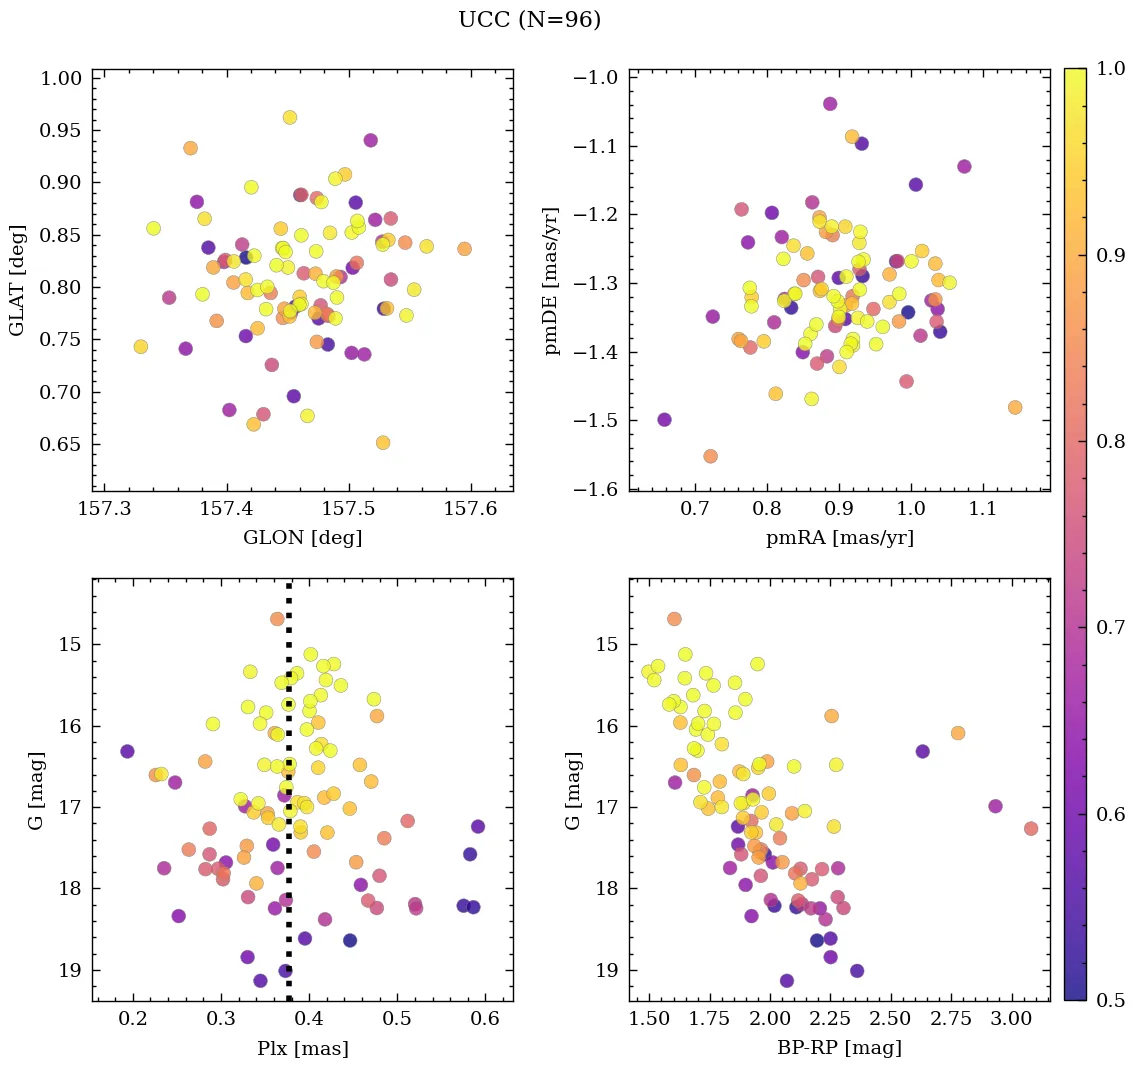 UCC (N=96)
1.00
0.95
0.90
0.85
0.80
0.75
0.70
0.65
GLAT [deg]
157.3 157.4 157.5 157.6
GLON [deg]
−1.0
−1.1
−1.2
−1.3
−1.4
−1.5
−1.6
pmDE [mas/yr]
0.7 0.8 0.9 1.0 1.1
pmRA [mas/yr]
1.0
0.9
0.8
0.7
0.6
0.5
15
16
17
18
19
G [mag]
0.2 0.3 0.4 0.5 0.6
Plx [mas]
15
16
17
18
19
G [mag]
1.50 1.75 2.00 2.25 2.50 2.75 3.00
BP-RP [mag]